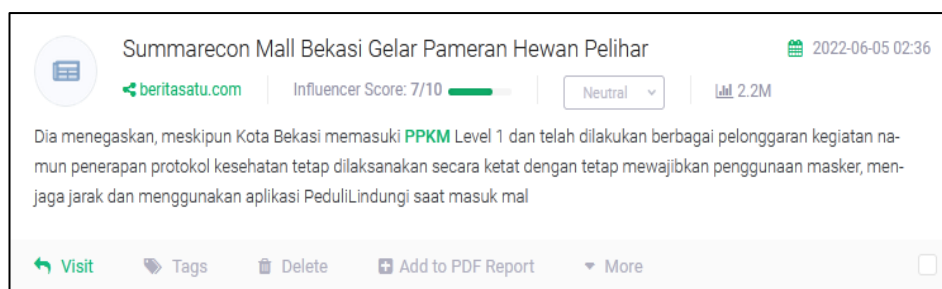 Summarecon Mall Bekasi Gelar Pameran Hewan Pelihar
2022-06-05 02:36
beritasatu.com
Influencer Score: 7/10
Neutral
2.2M
Dia menegaskan, meskipun Kota Bekasi memasuki PPKM Level 1 dan telah dilakukan berbagai pelonggaran kegiatan na-
mun penerapan protokol kesehatan tetap dilaksanakan secara ketat dengan tetap mewajibkan penggunaan masker, men-
jaga jarak dan menggunakan aplikasi PeduliLindungi saat masuk mal
Visit
Tags
Delete
Add to PDF Report
More